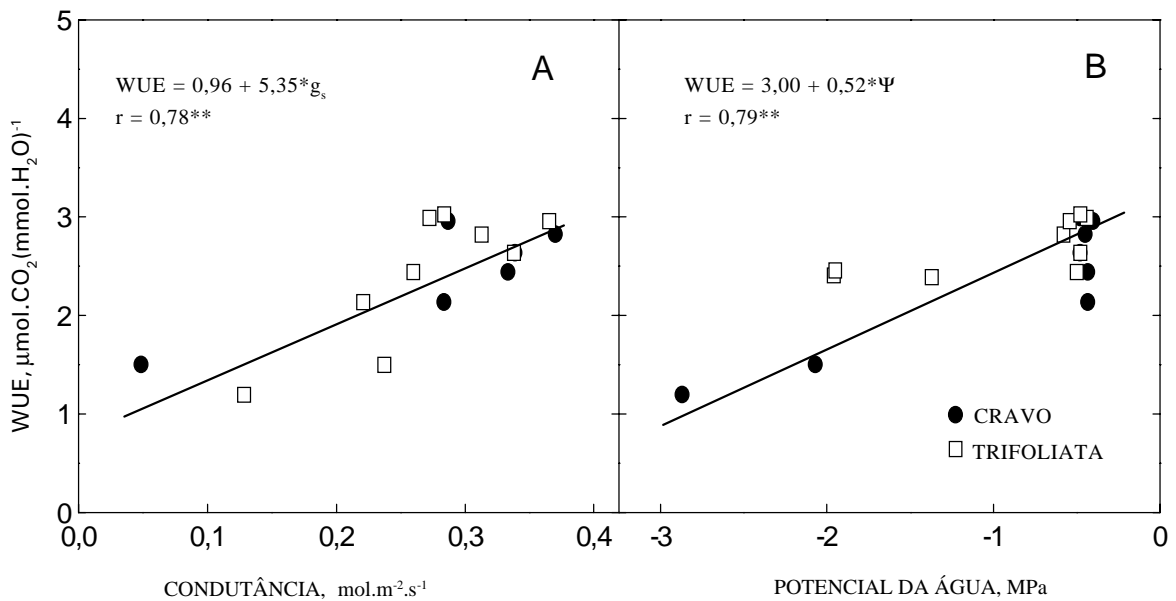 WUE, μmol.CO₂(mmol.H₂O)⁻¹
5
4
3
2
1
0
A
WUE = 0,96 + 5,35*gₛ
r = 0,78**
0,0 0,1 0,2 0,3 0,4
CONDUTÂNCIA, mol.m⁻².s⁻¹
B
WUE = 3,00 + 0,52*Ψ
r = 0,79**
CRAVO
TRIFOLIATA
-3 -2 -1 0
POTENCIAL DA ÁGUA, MPa